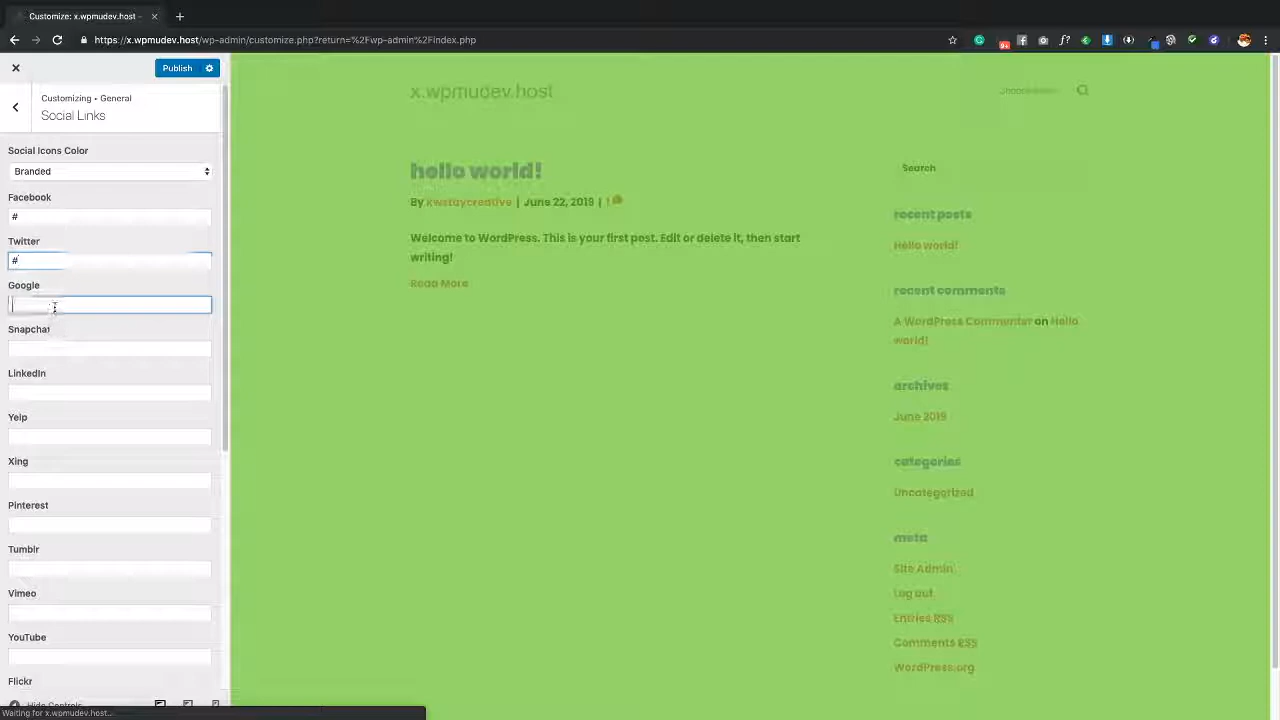 Customize: x.wpmudev.host –
https://x.wpmudev.host/wp-admin/customize.php?return=%2Fwp-admin%2Findex.php
Publish
Customizing • General
Social Links
Social Icons Color
Branded
Facebook
#
Twitter
#
Google
Snapchat
LinkedIn
Yelp
Xing
Pinterest
Tumblr
Vimeo
YouTube
Flickr
Hide Controls
Waiting for x.wpmudev.host...
x.wpmudev.host
hello world!
By kwstaycreative | June 22, 2019 | 1
Welcome to WordPress. This is your first post. Edit or delete it, then start
writing!
Read More
Search
recent posts
Hello world!
recent comments
A WordPress Commenter on Hello
world!
archives
June 2019
categories
Uncategorized
meta
Site Admin
Log out
Entries RSS
Comments RSS
WordPress.org